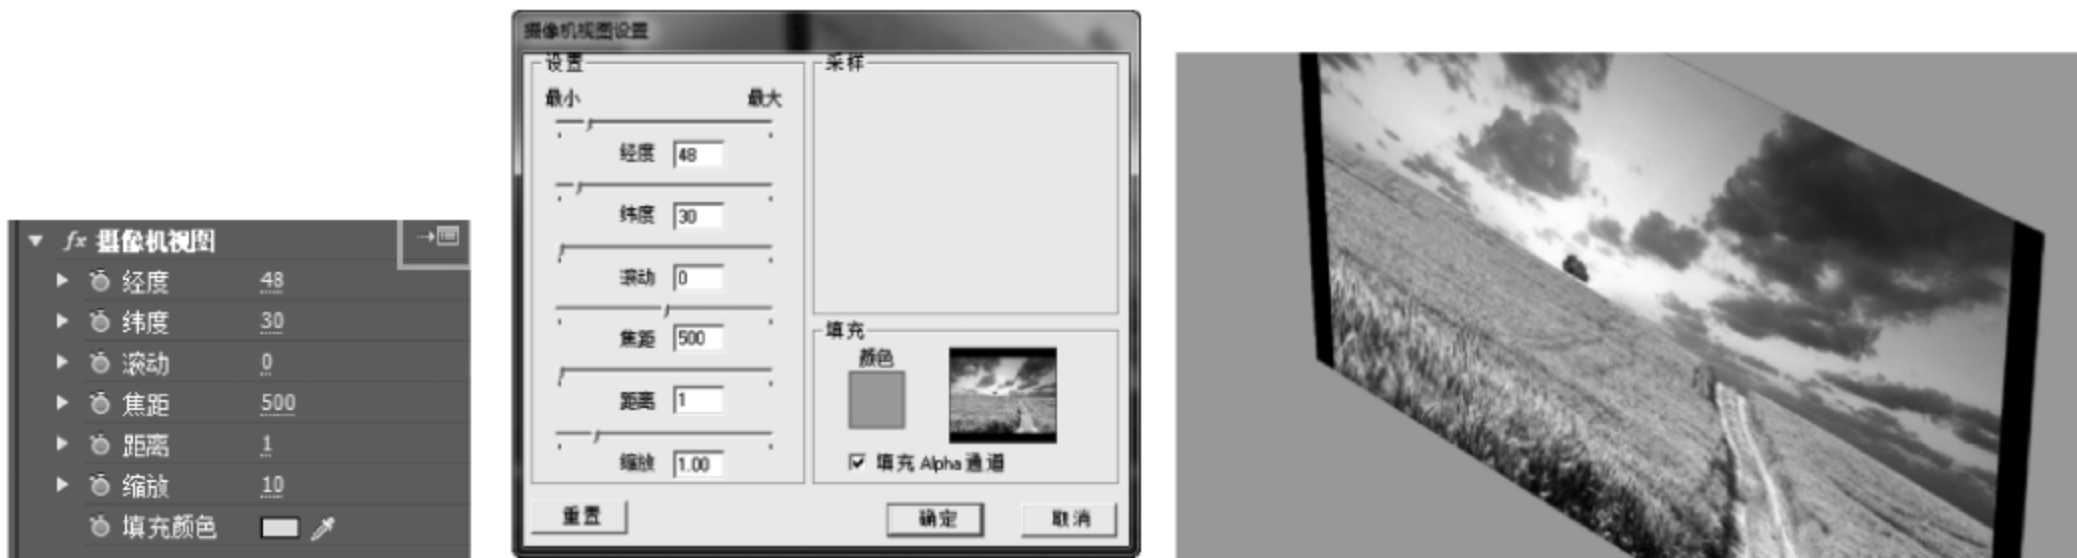 fx 摄像机视图
经度 48
纬度 30
滚动 0
焦距 500
距离 1
缩放 10
填充颜色
摄像机视图设置
设置
最小 最大
经度 48
纬度 30
滚动 0
焦距 500
距离 1
缩放 1.00
采样
填充
颜色
填充 Alpha 通道
重置 确定 取消